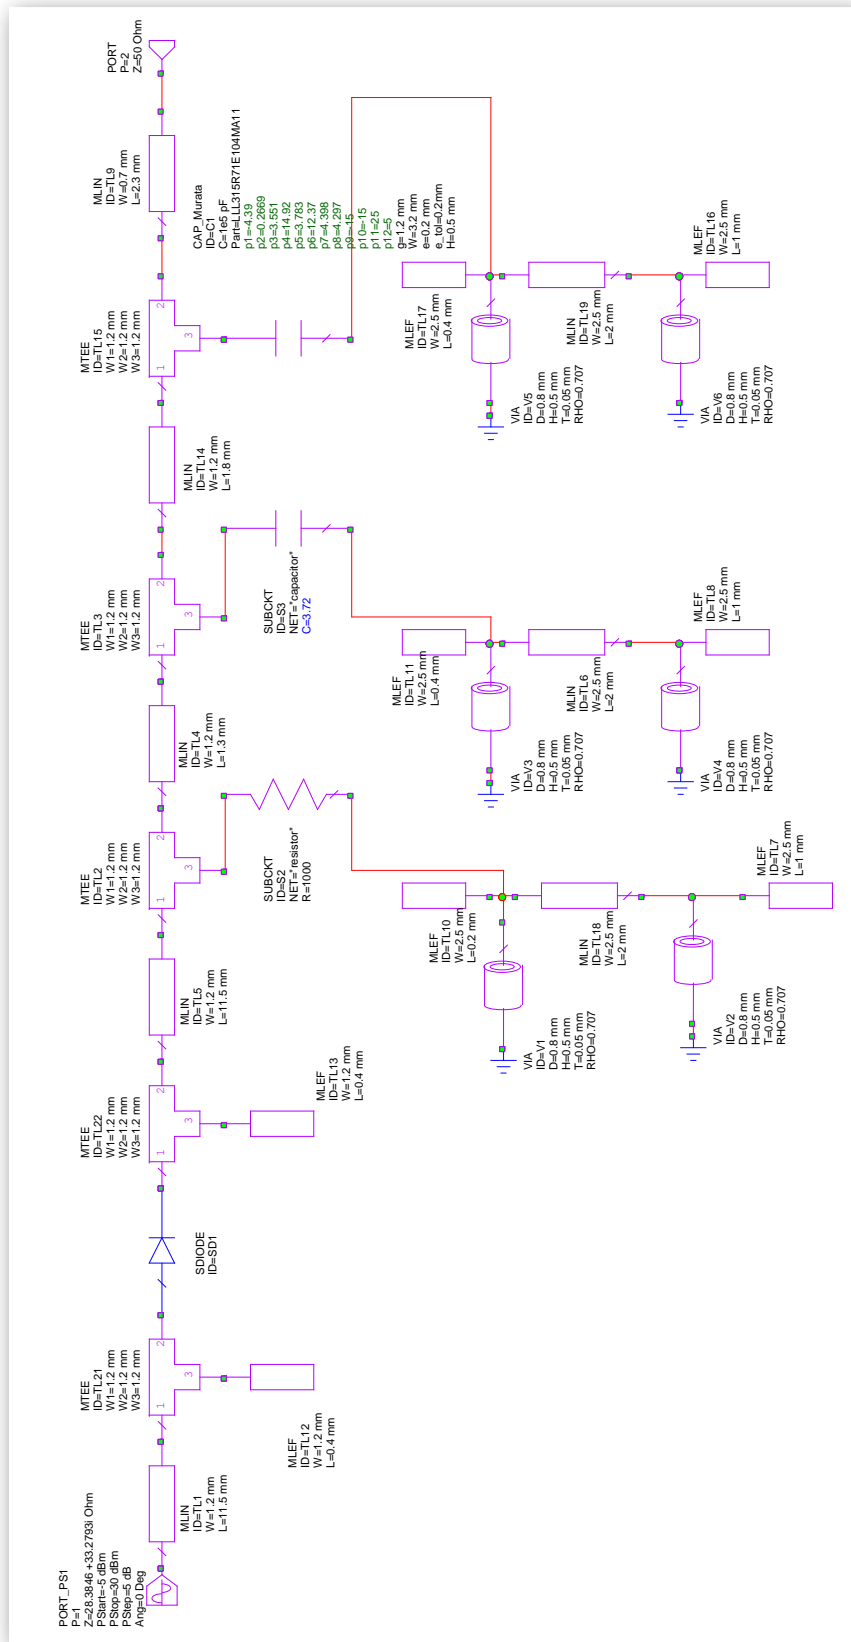 PORT
P=2
Z=50 Ohm
MLIN
ID=TL9
W=0.7 mm
L=2.3 mm
CAP_Murata
ID=C1
C=1e5 pF
Part=LLL315R71E104MA11
p1=-4.39
p2=0.2669
p3=3.551
p4=14.92
p5=3.783
p6=12.37
p7=4.398
p8=4.297
p9=-15
p10=-15
p11=25
p12=5
g=1.2 mm
W=3.2 mm
e=0.2 mm
e_tol=0.2mm
H=0.5 mm
MTEE
ID=TL15
W1=1.2 mm
W2=1.2 mm
W3=1.2 mm
1
2
3
MLEF
ID=TL17
W=2.5 mm
L=0.4 mm
MLIN
ID=TL19
W=2.5 mm
L=2 mm
MLEF
ID=TL16
W=2.5 mm
L=1 mm
VIA
ID=V5
D=0.8 mm
H=0.5 mm
T=0.05 mm
RHO=0.707
VIA
ID=V6
D=0.8 mm
H=0.5 mm
T=0.05 mm
RHO=0.707
MLIN
ID=TL14
W=1.2 mm
L=1.8 mm
MTEE
ID=TL3
W1=1.2 mm
W2=1.2 mm
W3=1.2 mm
1
2
3
SUBCKT
ID=S3
NET="capacitor"
C=3.72
MLEF
ID=TL11
W=2.5 mm
L=0.4 mm
MLIN
ID=TL6
W=2.5 mm
L=2 mm
MLEF
ID=TL8
W=2.5 mm
L=1 mm
VIA
ID=V3
D=0.8 mm
H=0.5 mm
T=0.05 mm
RHO=0.707
VIA
ID=V4
D=0.8 mm
H=0.5 mm
T=0.05 mm
RHO=0.707
MLIN
ID=TL4
W=1.2 mm
L=1.3 mm
MTEE
ID=TL2
W1=1.2 mm
W2=1.2 mm
W3=1.2 mm
1
2
3
SUBCKT
ID=S2
NET="resistor"
R=1000
MLEF
ID=TL10
W=2.5 mm
L=0.2 mm
MLIN
ID=TL18
W=2.5 mm
L=2 mm
MLEF
ID=TL7
W=2.5 mm
L=1 mm
VIA
ID=V1
D=0.8 mm
H=0.5 mm
T=0.05 mm
RHO=0.707
VIA
ID=V2
D=0.8 mm
H=0.5 mm
T=0.05 mm
RHO=0.707
MLIN
ID=TL5
W=1.2 mm
L=11.5 mm
MTEE
ID=TL22
W1=1.2 mm
W2=1.2 mm
W3=1.2 mm
1
2
3
MLEF
ID=TL13
W=1.2 mm
L=0.4 mm
SDIODE
ID=SD1
MTEE
ID=TL21
W1=1.2 mm
W2=1.2 mm
W3=1.2 mm
1
2
3
MLEF
ID=TL12
W=1.2 mm
L=0.4 mm
MLIN
ID=TL1
W=1.2 mm
L=11.5 mm
PORT_PS1
P=1
Z=28.3846 +33.2793i Ohm
PStart=-5 dBm
PStop=30 dBm
PStep=5 dB
Ang=0 Deg